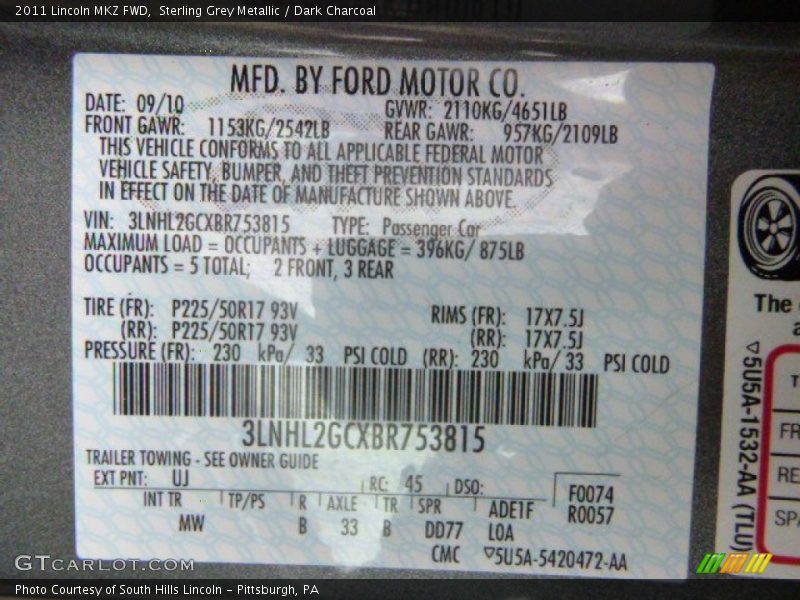 2011 Lincoln MKZ FWD,  Sterling Grey Metallic / Dark Charcoal
MFD. BY FORD MOTOR CO.
DATE: 09/10
GVWR: 2110KG/4651LB
FRONT GAWR: 1153KG/2542LB REAR GAWR: 957KG/2109LB
THIS VEHICLE CONFORMS TO ALL APPLICABLE FEDERAL MOTOR
VEHICLE SAFETY, BUMPER, AND THEFT PREVENTION STANDARDS
IN EFFECT ON THE DATE OF MANUFACTURE SHOWN ABOVE.
VIN: 3LNHL2GCXBR753815 TYPE: Passenger Car
MAXIMUM LOAD = OCCUPANTS + LUGGAGE = 396KG/ 875LB
OCCUPANTS = 5 TOTAL; 2 FRONT, 3 REAR
TIRE (FR): P225/50R17 93V RIMS (FR): 17X7.5J
(RR): P225/50R17 93V (RR): 17X7.5J
PRESSURE (FR): 230 kPa/ 33 PSI COLD (RR): 230 kPa/ 33 PSI COLD
3LNHL2GCXBR753815
TRAILER TOWING - SEE OWNER GUIDE
EXT PNT: UJ RC: 45 DSO: F0074
INT TR TP/PS R AXLE TR SPR ADE1F R0057
MW B 33 B DD77 LOA
CMC ▽5U5A-5420472-AA
The
▽5U5A-1532-AA (TLU)
T
FR
RE
SPA
GTCarLot.com
Photo Courtesy of South Hills Lincoln - Pittsburgh, PA